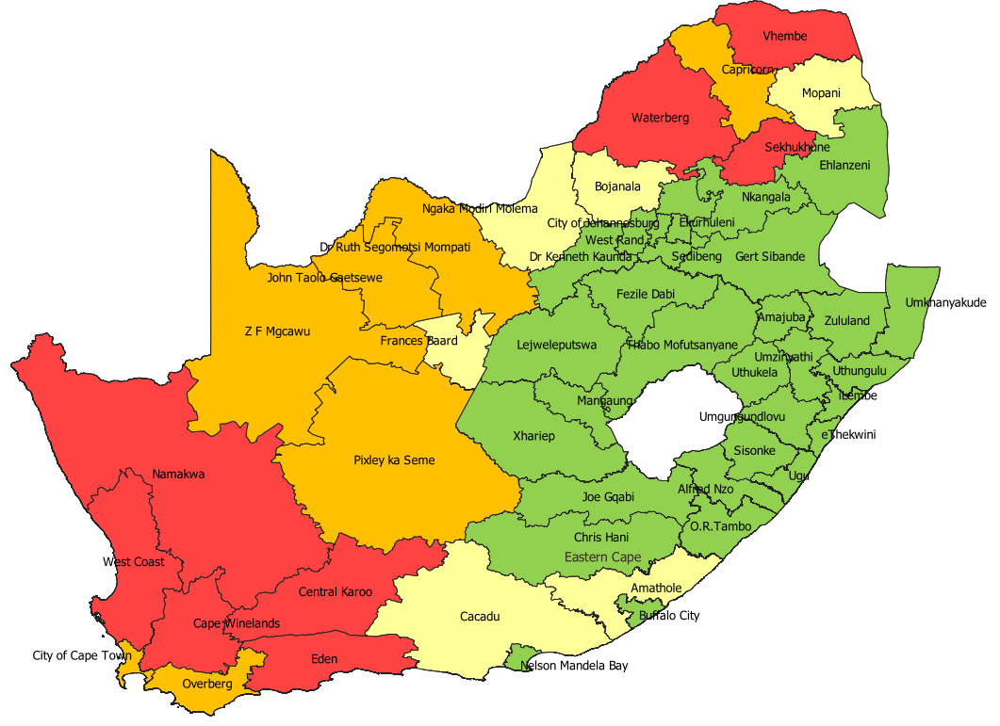 Vhembe
Capricorn
Mopani
Waterberg
Sekhukhune
Ehlanzeni
Bojanala
Nkangala
Ngaka Modiri Molema
City of Johannesburg
Ekurhuleni
West Rand
Dr Ruth Segomotsi Mompati
Dr Kenneth Kaunda
Sedibeng
Gert Sibande
John Taolo Gaetsewe
Fezile Dabi
Umkhanyakude
Amajuba
Zululand
Z F Mgcawu
Frances Baard
Lejweleputswa
Thabo Mofutsanyane
Umzinyathi
Uthukela
Uthungulu
iLembe
Mangaung
Umgungundlovu
Xhariep
eThekwini
Sisonke
Pixley ka Seme
Namakwa
Ugu
Alfred Nzo
Joe Gqabi
O.R.Tambo
Chris Hani
Eastern Cape
West Coast
Amathole
Central Karoo
Cacadu
Buffalo City
Cape Winelands
City of Cape Town
Eden
Nelson Mandela Bay
Overberg